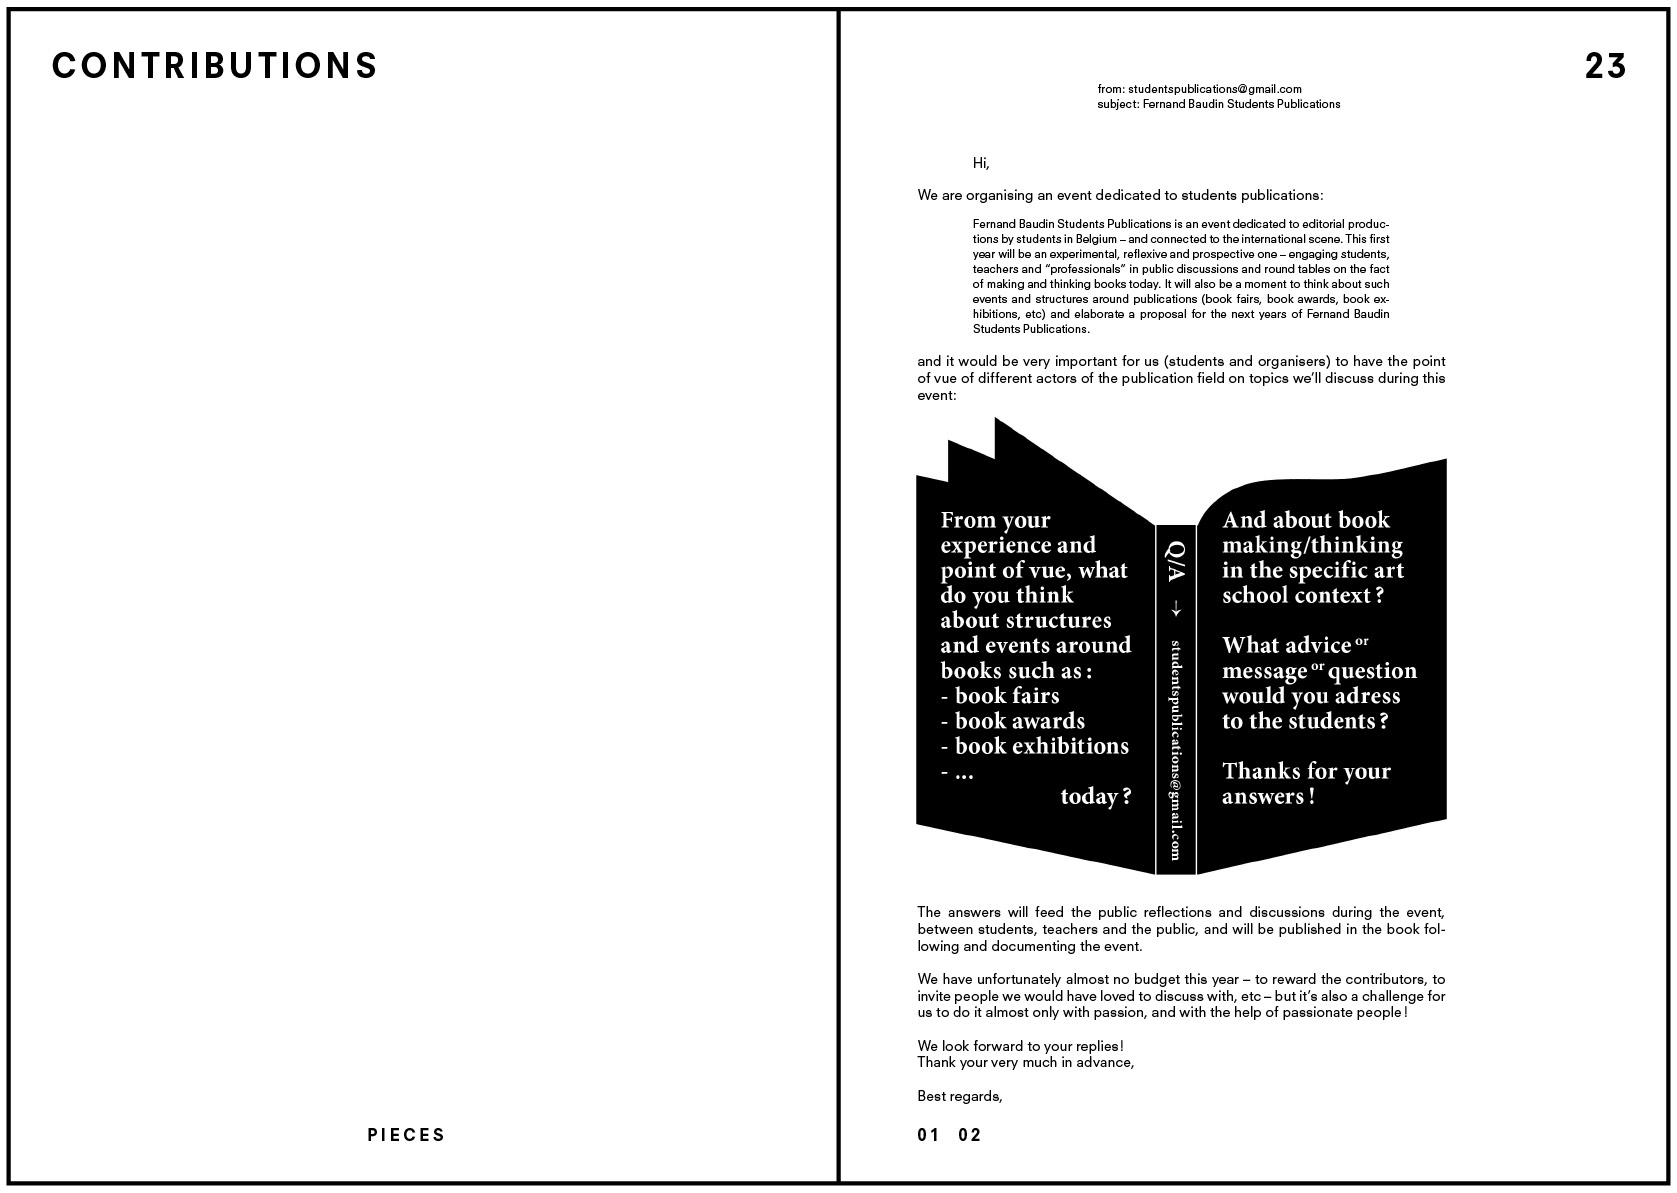 CONTRIBUTIONS
PIECES
23
from: studentspublications@gmail.com
subject: Fernand Baudin Students Publications
Hi,
We are organising an event dedicated to students publications:
Fernand Baudin Students Publications is an event dedicated to editorial produc-
tions by students in Belgium – and connected to the international scene. This first
year will be an experimental, reflexive and prospective one – engaging students,
teachers and “professionals” in public discussions and round tables on the fact
of making and thinking books today. It will also be a moment to think about such
events and structures around publications (book fairs, book awards, book ex-
hibitions, etc) and elaborate a proposal for the next years of Fernand Baudin
Students Publications.
and it would be very important for us (students and organisers) to have the point
of vue of different actors of the publication field on topics we’ll discuss during this
event:
From your
experience and
point of vue, what
do you think
about structures
and events around
books such as :
- book fairs
- book awards
- book exhibitions
- ...
today ?
Q/A → studentspublications@gmail.com
And about book
making/thinking
in the specific art
school context ?
What advice or
message or question
would you adress
to the students ?
Thanks for your
answers !
The answers will feed the public reflections and discussions during the event,
between students, teachers and the public, and will be published in the book fol-
lowing and documenting the event.
We have unfortunately almost no budget this year – to reward the contributors, to
invite people we would have loved to discuss with, etc – but it’s also a challenge for
us to do it almost only with passion, and with the help of passionate people !
We look forward to your replies !
Thank your very much in advance,
Best regards,
01 02